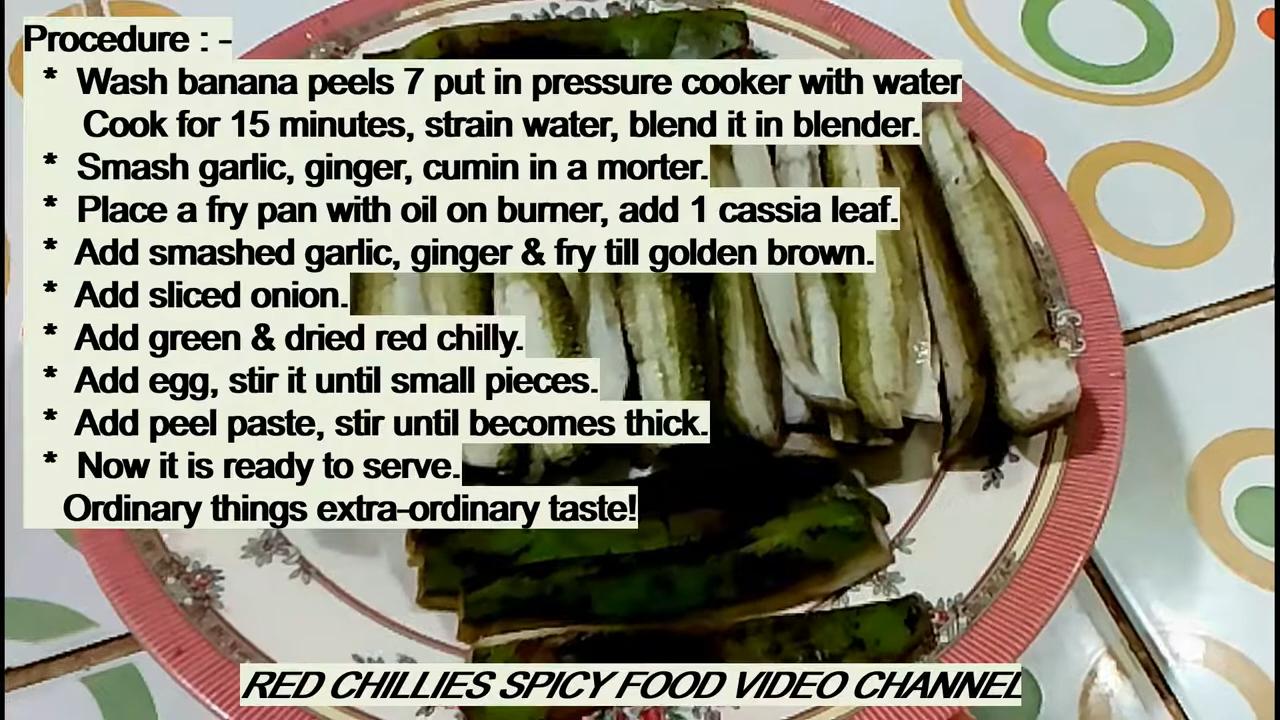 Procedure : -
* Wash banana peels 7 put in pressure cooker with water
Cook for 15 minutes, strain water, blend it in blender.
* Smash garlic, ginger, cumin in a morter.
* Place a fry pan with oil on burner, add 1 cassia leaf.
* Add smashed garlic, ginger & fry till golden brown.
* Add sliced onion.
* Add green & dried red chilly.
* Add egg, stir it until small pieces.
* Add peel paste, stir until becomes thick.
* Now it is ready to serve.
Ordinary things extra-ordinary taste!
RED CHILLIES SPICY FOOD VIDEO CHANNEL